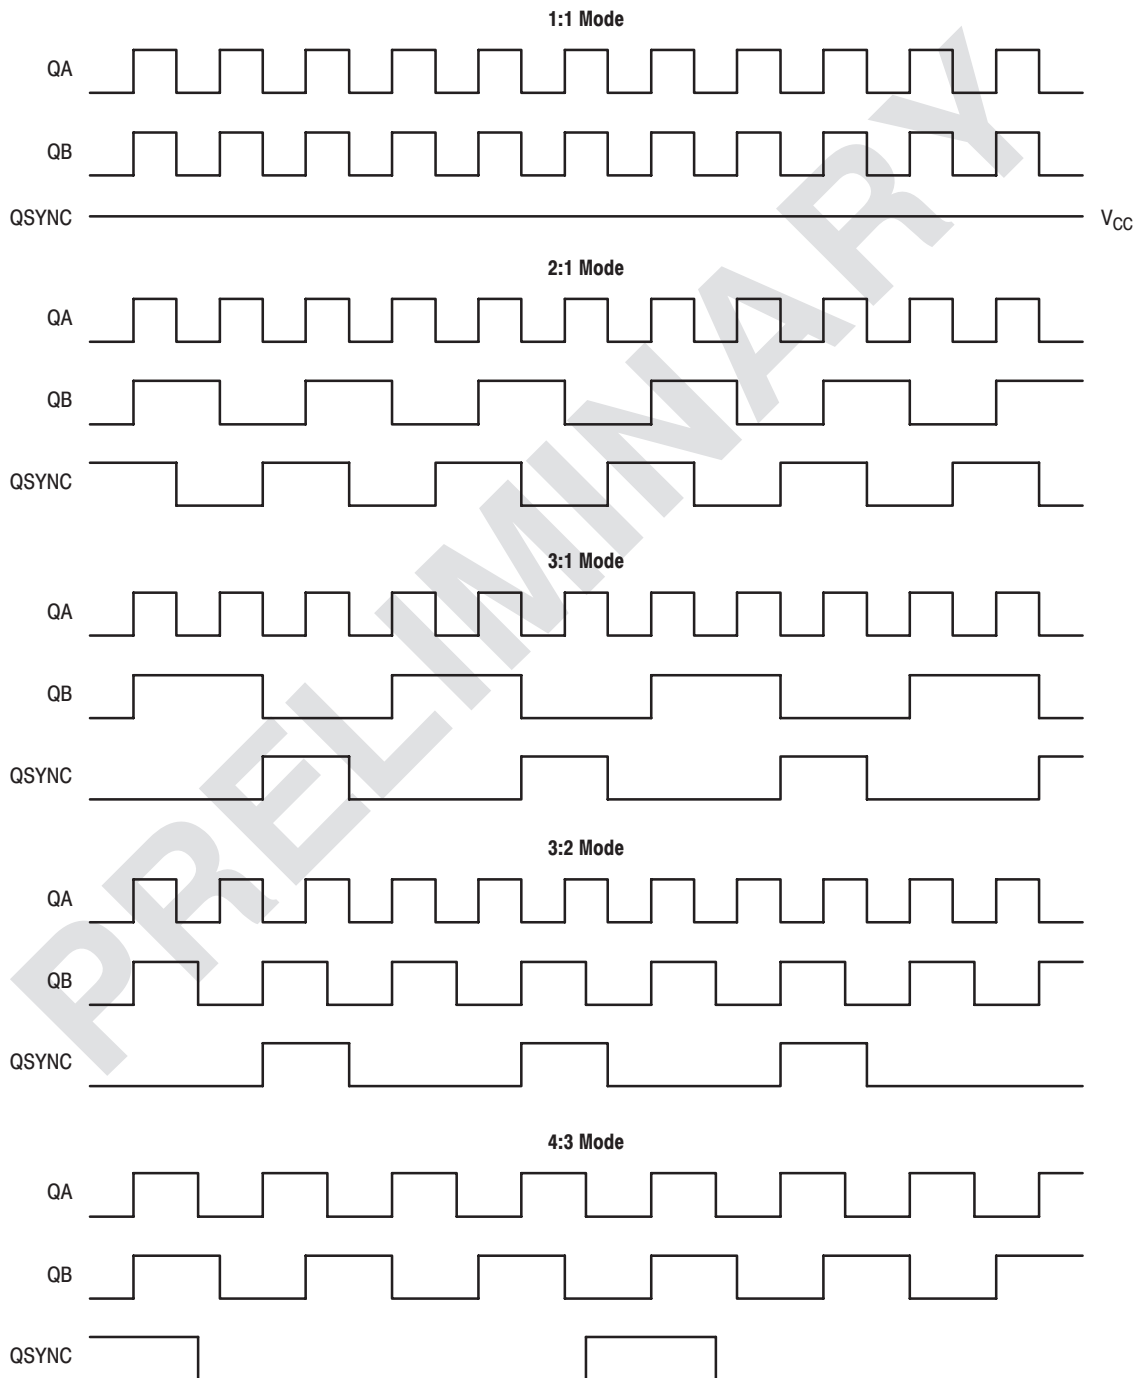 1:1 Mode
QA
QB
QSYNC
VCC
2:1 Mode
QA
QB
QSYNC
3:1 Mode
QA
QB
QSYNC
3:2 Mode
QA
QB
QSYNC
4:3 Mode
QA
QB
QSYNC
PRELIMINARY